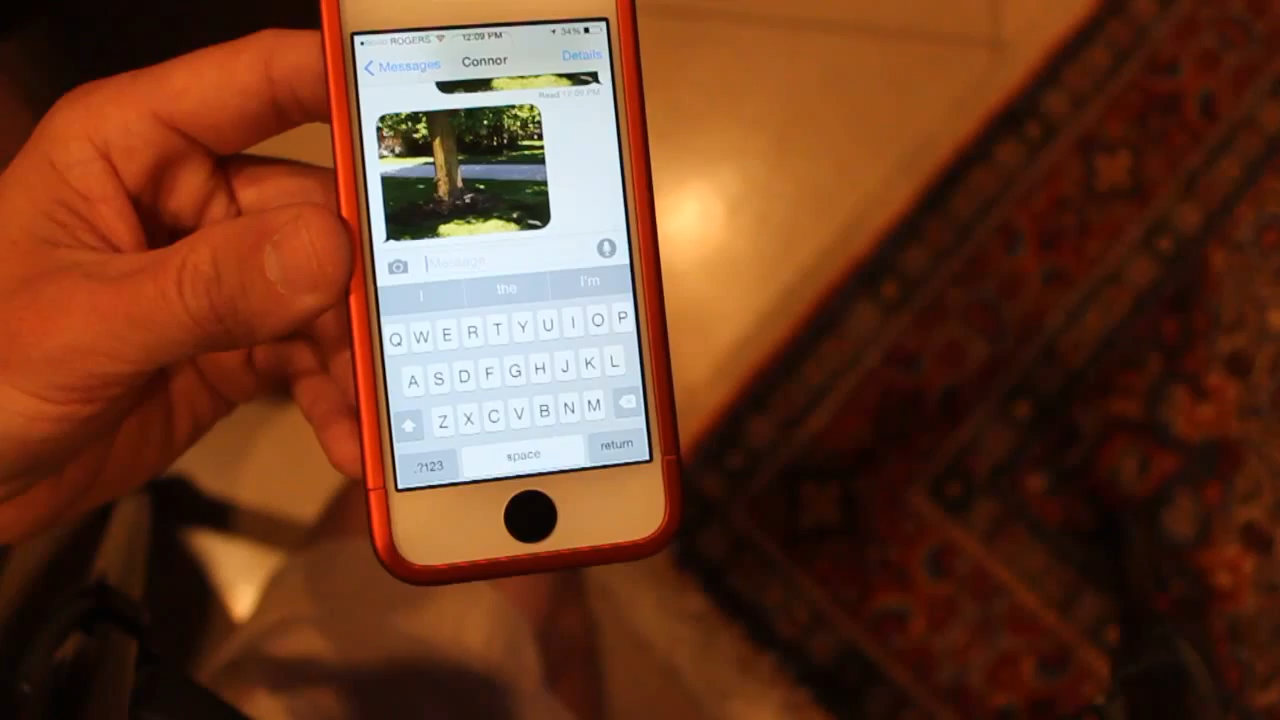 ROGERS 12:09 PM 34%
Messages Connor Details
Read 12:09 PM
Message
I the I'm
Q W E R T Y U I O P
A S D F G H J K L
Z X C V B N M
.?123 space return